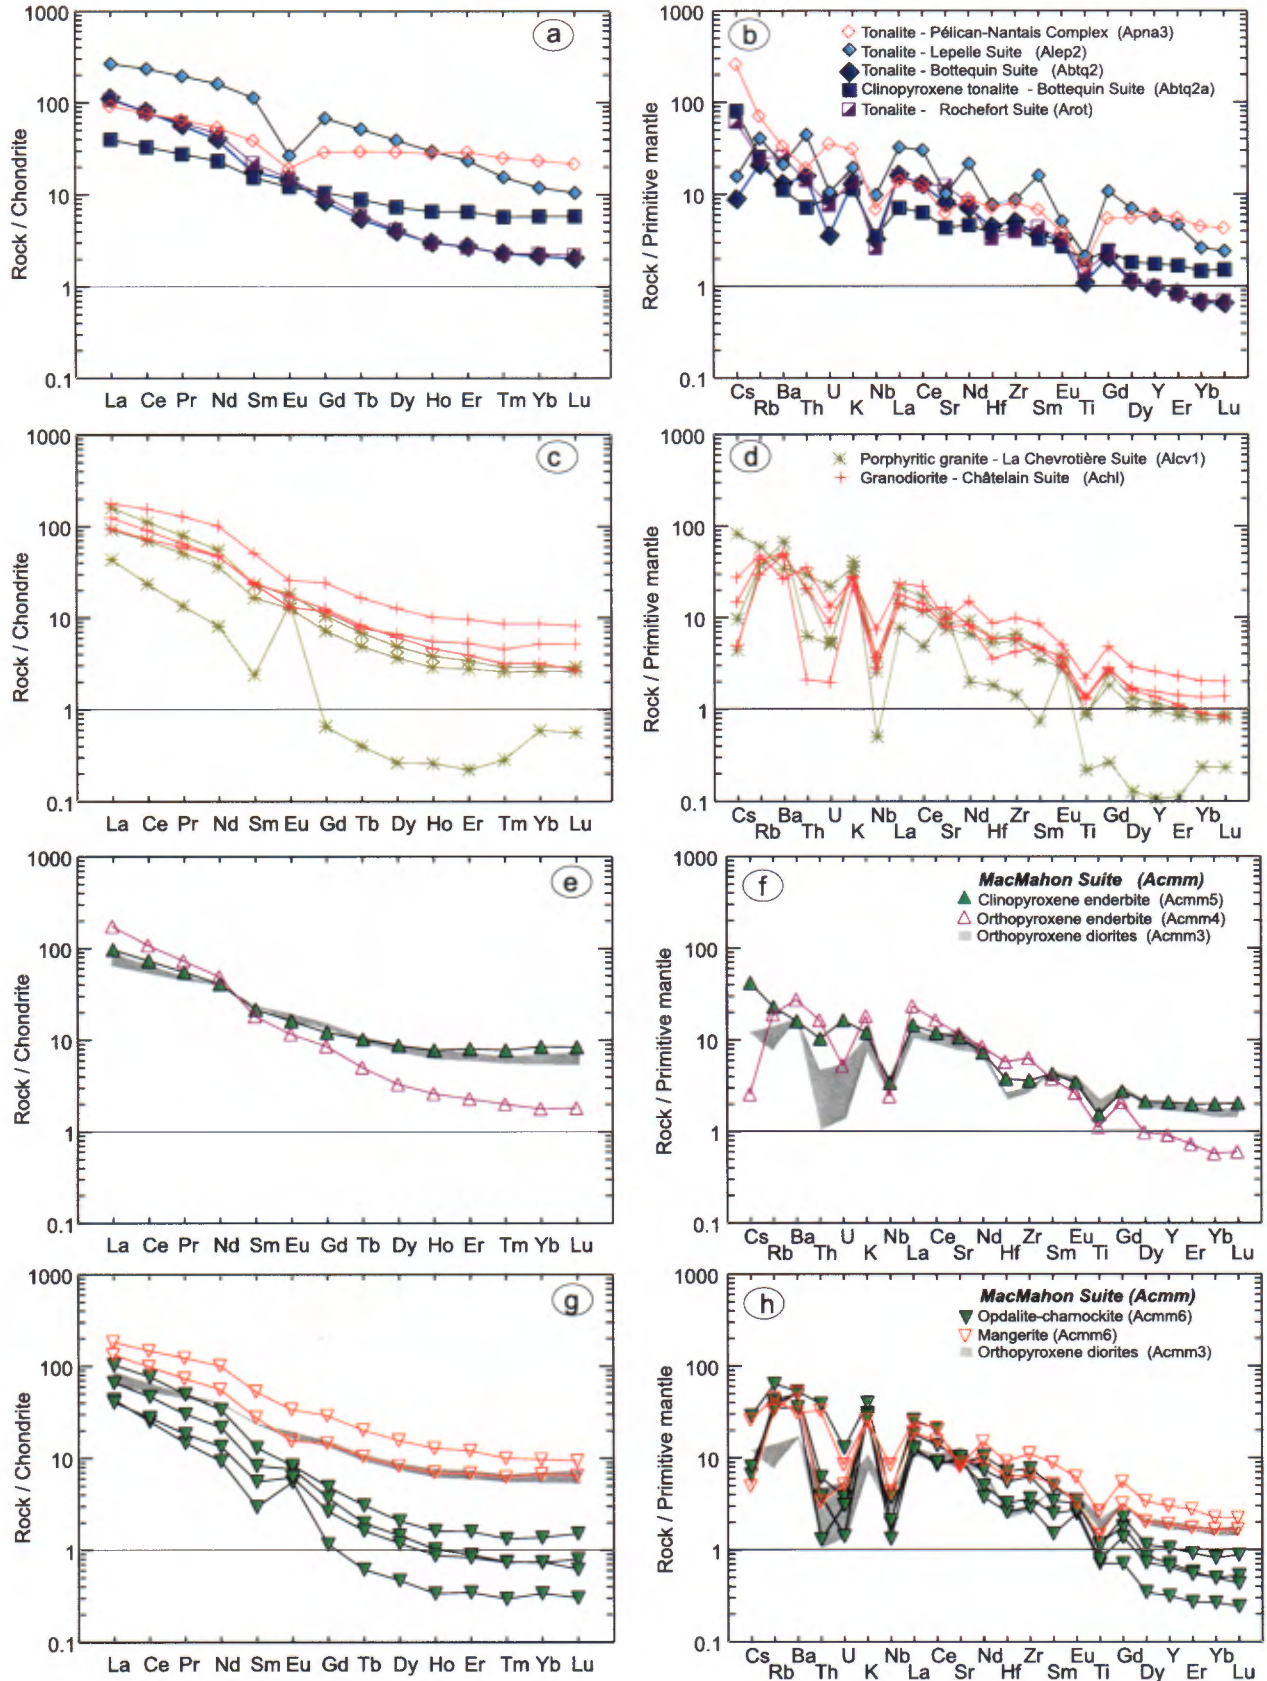 a
1000
100
10
1
0.1
Rock / Chondrite
La Ce Pr Nd Sm Eu Gd Tb Dy Ho Er Tm Yb Lu
b
Tonalite - Pélican-Nantais Complex (Apna3)
Tonalite - Lepelle Suite (Alep2)
Tonalite - Bottequin Suite (Abtq2)
Clinopyroxene tonalite - Bottequin Suite (Abtq2a)
Tonalite - Rochefort Suite (Arot)
1000
100
10
1
0.1
Rock / Primitive mantle
Cs Ba U Nb Ce Nd Zr Eu Gd Y Yb
Rb Th K La Sr Hf Sm Ti Dy Er Lu
c
1000
100
10
1
0.1
Rock / Chondrite
La Ce Pr Nd Sm Eu Gd Tb Dy Ho Er Tm Yb Lu
d
Porphyritic granite - La Chevrotière Suite (Alcv1)
Granodiorite - Châtelain Suite (Achl)
1000
100
10
1
0.1
Rock / Primitive mantle
Cs Ba U Nb Ce Nd Zr Eu Gd Y Yb
Rb Th K La Sr Hf Sm Ti Dy Er Lu
e
1000
100
10
1
0.1
Rock / Chondrite
La Ce Pr Nd Sm Eu Gd Tb Dy Ho Er Tm Yb Lu
f
MacMahon Suite (Acmm)
Clinopyroxene enderbite (Acmm5)
Orthopyroxene enderbite (Acmm4)
Orthopyroxene diorites (Acmm3)
1000
100
10
1
0.1
Rock / Primitive mantle
Cs Ba U Nb Ce Nd Zr Eu Gd Y Yb
Rb Th K La Sr Hf Sm Ti Dy Er Lu
g
1000
100
10
1
0.1
Rock / Chondrite
La Ce Pr Nd Sm Eu Gd Tb Dy Ho Er Tm Yb Lu
h
MacMahon Suite (Acmm)
Opdalite-charnockite (Acmm6)
Mangerite (Acmm6)
Orthopyroxene diorites (Acmm3)
1000
100
10
1
0.1
Rock / Primitive mantle
Cs Ba U Nb Ce Nd Zr Eu Gd Y Yb
Rb Th K La Sr Hf Sm Ti Dy Er Lu